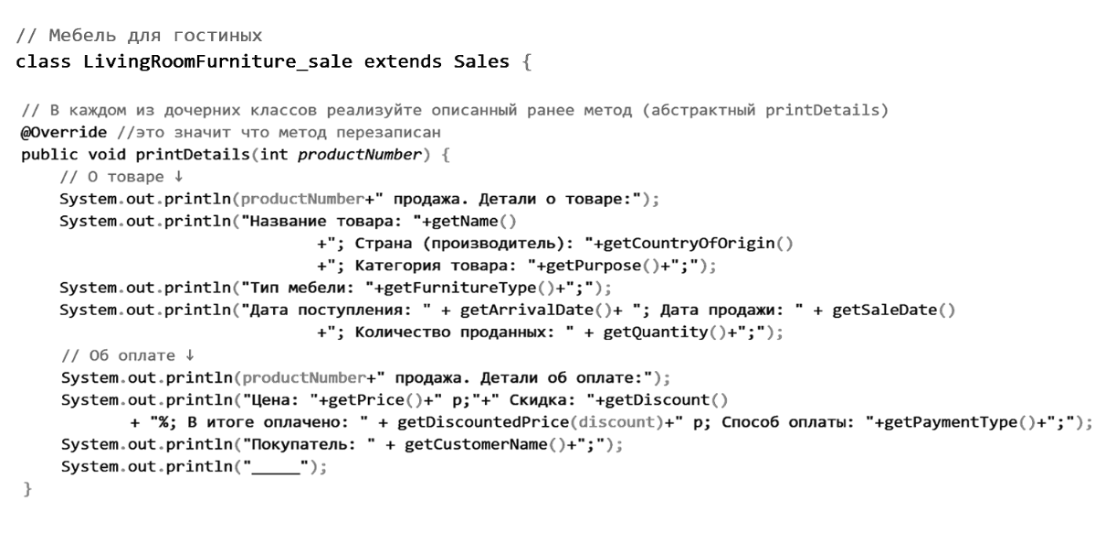 // Мебель для гостиных
class LivingRoomFurniture_sale extends Sales {
// В каждом из дочерних классов реализуйте описанный ранее метод (абстрактный printDetails)
@Override //это значит что метод перезаписан
public void printDetails(int productNumber) {
// О товаре ↓
System.out.println(productNumber+" продажа. Детали о товаре:");
System.out.println("Название товара: "+getName()
+"; Страна (производитель): "+getCountryOfOrigin()
+"; Категория товара: "+getPurpose()+";");
System.out.println("Тип мебели: "+getFurnitureType()+";");
System.out.println("Дата поступления: " + getArrivalDate()+ "; Дата продажи: " + getSaleDate()
+"; Количество проданных: " + getQuantity()+";");
// Об оплате ↓
System.out.println(productNumber+" продажа. Детали об оплате:");
System.out.println("Цена: "+getPrice()+" р;"+" Скидка: "+getDiscount()
+ "%; В итоге оплачено: " + getDiscountedPrice(discount)+" р; Способ оплаты: "+getPaymentType()+";");
System.out.println("Покупатель: " + getCustomerName()+";");
System.out.println("_____");
}